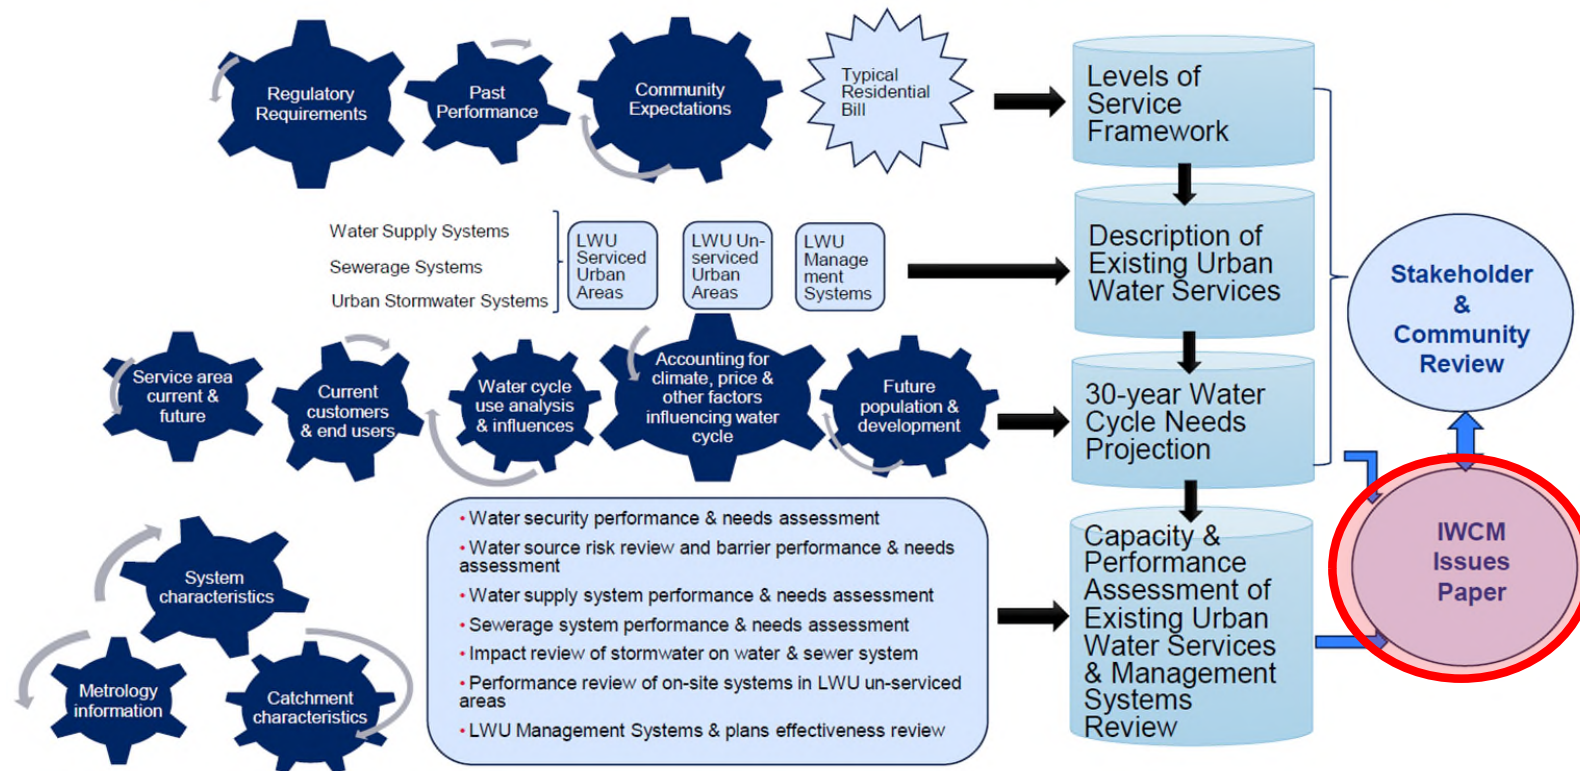 Regulatory
Requirements
Past
Performance
Community
Expectations
Typical
Residential
Bill
Levels of
Service
Framework
Water Supply Systems
Sewerage Systems
Urban Stormwater Systems
LWU
Serviced
Urban
Areas
LWU Un-
serviced
Urban
Areas
LWU
Manage
ment
Systems
Description of
Existing Urban
Water Services
Stakeholder
&
Community
Review
Service area
current &
future
Current
customers
& end users
Water cycle
use analysis
& influences
Accounting for
climate, price &
other factors
influencing water
cycle
Future
population &
development
30-year Water
Cycle Needs
Projection
System
characteristics
Metrology
information
Catchment
characteristics
• Water security performance & needs assessment
• Water source risk review and barrier performance & needs
assessment
• Water supply system performance & needs assessment
• Sewerage system performance & needs assessment
• Impact review of stormwater on water & sewer system
• Performance review of on-site systems in LWU un-serviced
areas
• LWU Management Systems & plans effectiveness review
Capacity &
Performance
Assessment of
Existing Urban
Water Services
& Management
Systems
Review
IWCM
Issues
Paper